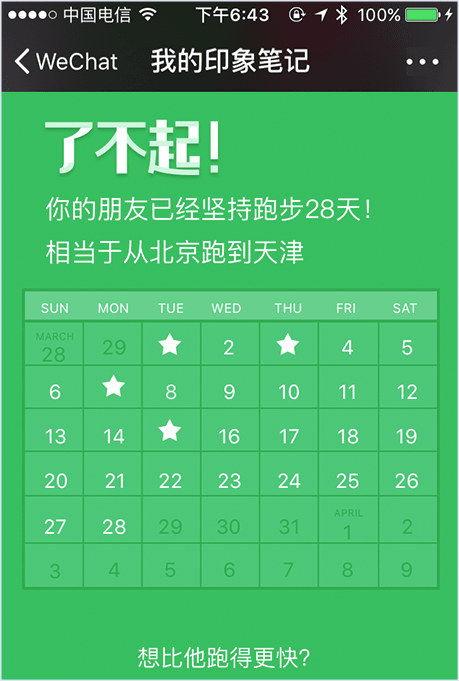 中国电信 下午6:43 100%
WeChat 我的印象笔记 •••
了不起！
你的朋友已经坚持跑步28天！
相当于从北京跑到天津
SUN MON TUE WED THU FRI SAT
MARCH
28 29 ★ 2 ★ 4 5
6 ★ 8 9 10 11 12
13 14 ★ 16 17 18 19
20 21 22 23 24 25 26
APRIL
27 28 29 30 31 1 2
3 4 5 6 7 8 9
想比他跑得更快？